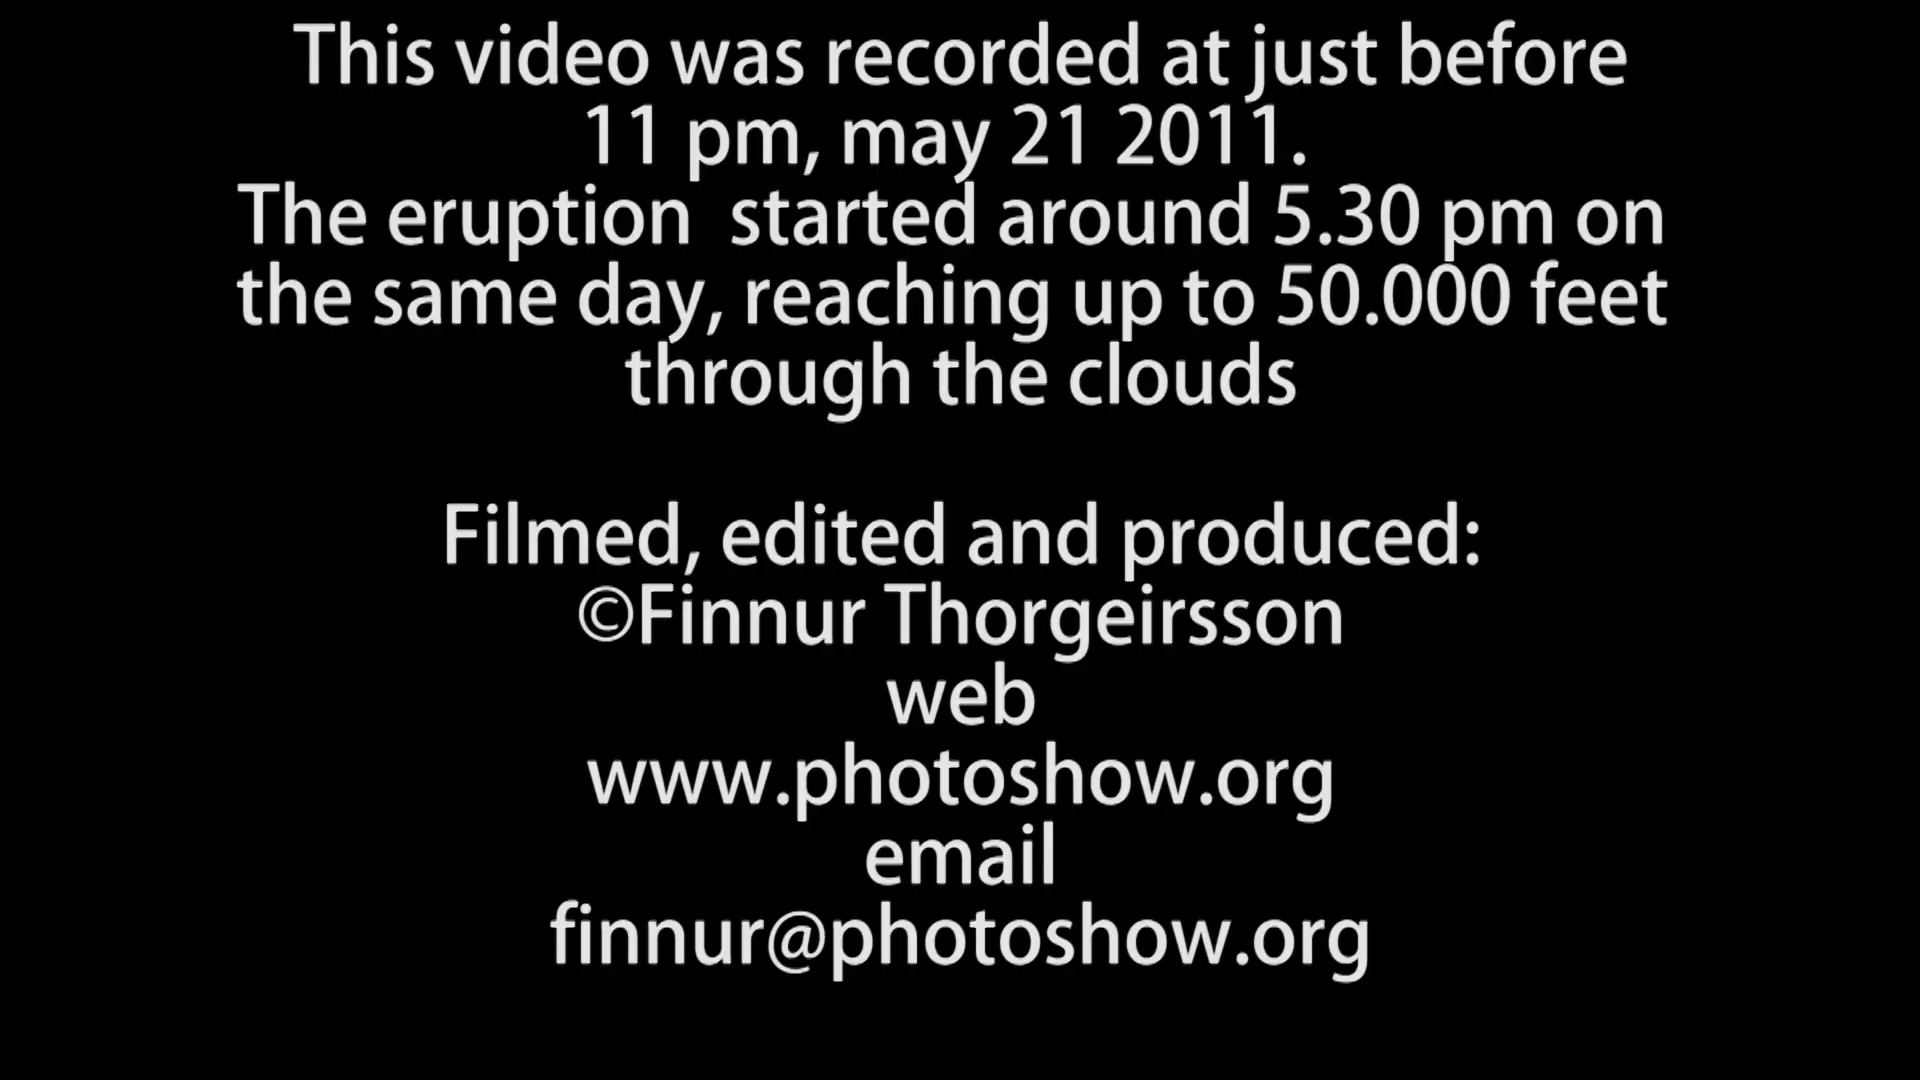 This video was recorded at just before
11 pm, may 21 2011.
The eruption  started around 5.30 pm on
the same day, reaching up to 50.000 feet
through the clouds
Filmed, edited and produced:
©Finnur Thorgeirsson
web
www.photoshow.org
email
finnur@photoshow.org